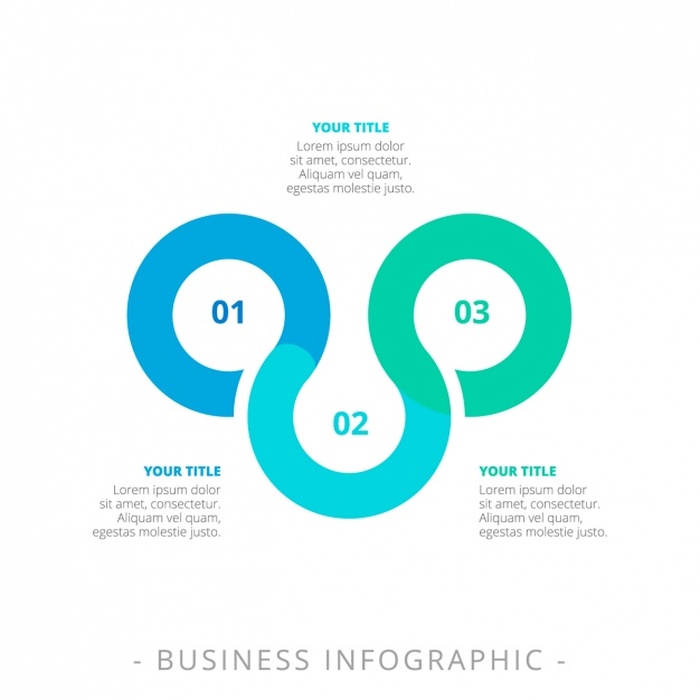 YOUR TITLE
Lorem ipsum dolor
sit amet, consectetur.
Aliquam vel quam,
egestas molestie justo.
01
03
02
YOUR TITLE
Lorem ipsum dolor
sit amet, consectetur.
Aliquam vel quam,
egestas molestie justo.
YOUR TITLE
Lorem ipsum dolor
sit amet, consectetur.
Aliquam vel quam,
egestas molestie justo.
- BUSINESS INFOGRAPHIC -